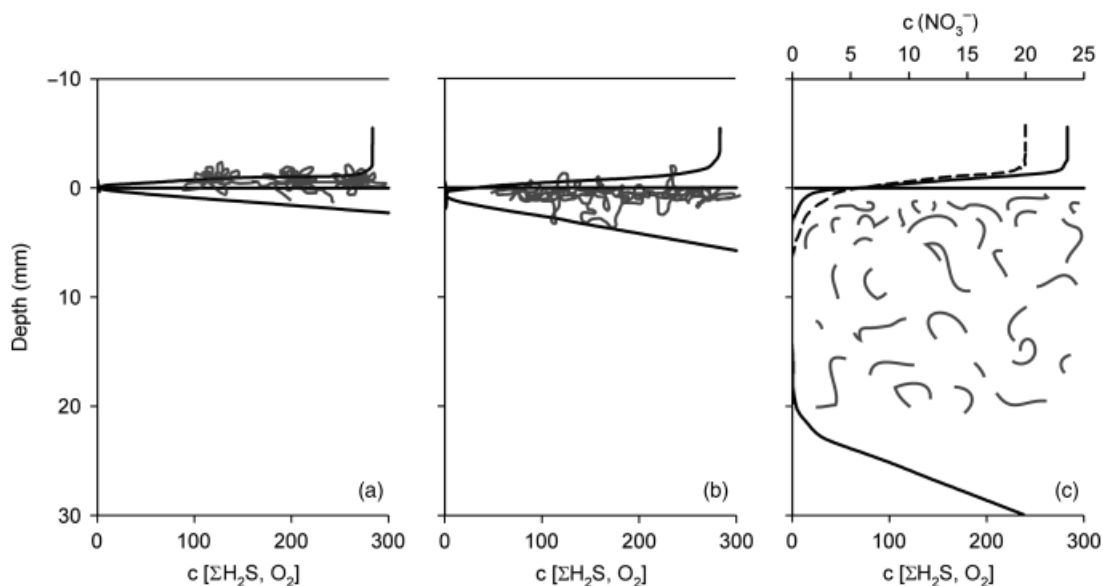 c (NO₃⁻)
0 5 10 15 20 25
−10
0
10
20
30
Depth (mm)
(a) (b) (c)
0 100 200 300 0 100 200 300 0 100 200 300
c [ΣH₂S, O₂] c [ΣH₂S, O₂] c [ΣH₂S, O₂]